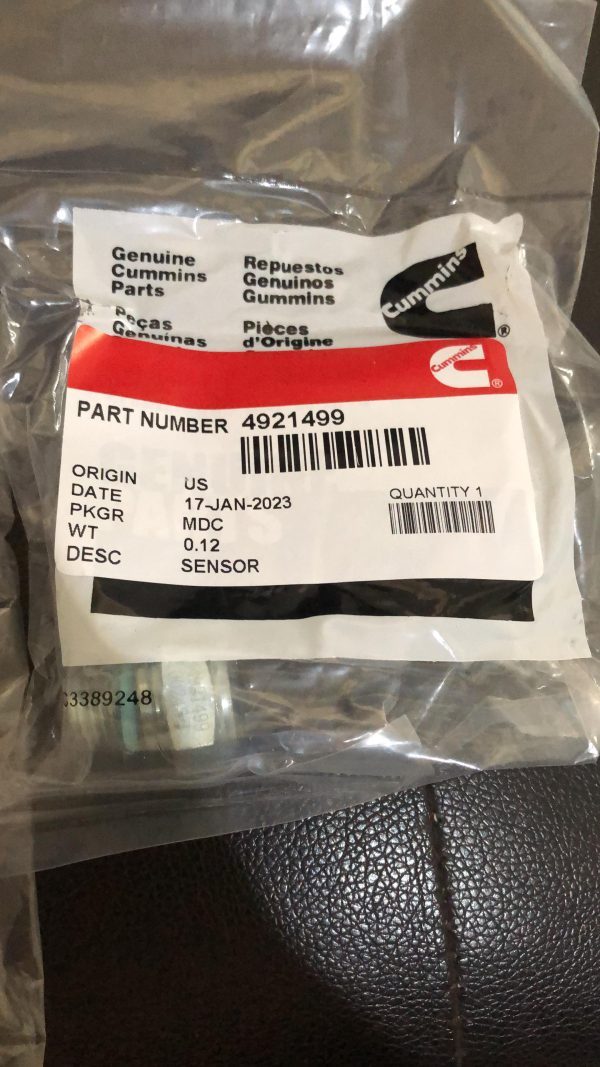 Genuine
Cummins
Parts
Repuestos
Genuinos
Gummins
Cummins
®
Peças
Genuinas
Pièces
d'Origine
Cummins
®
PART NUMBER 4921499
ORIGIN US
DATE 17-JAN-2023
QUANTITY 1
PKGR MDC
WT 0.12
DESC SENSOR
3389248